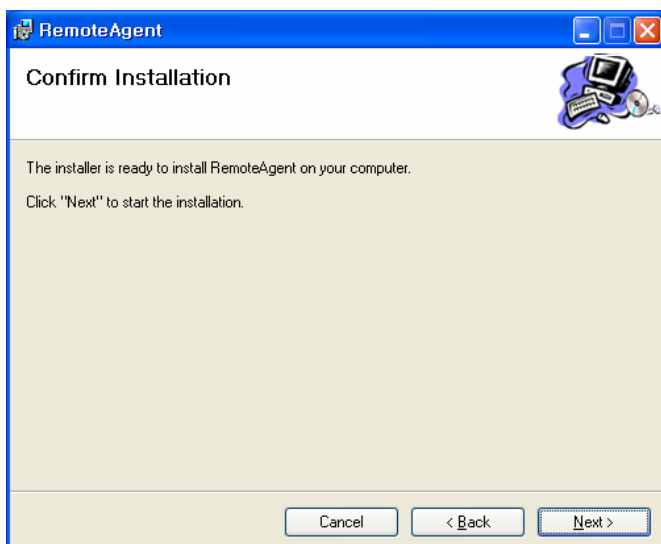 RemoteAgent
Confirm Installation
The installer is ready to install RemoteAgent on your computer.
Click "Next" to start the installation.
Cancel
< Back
Next >